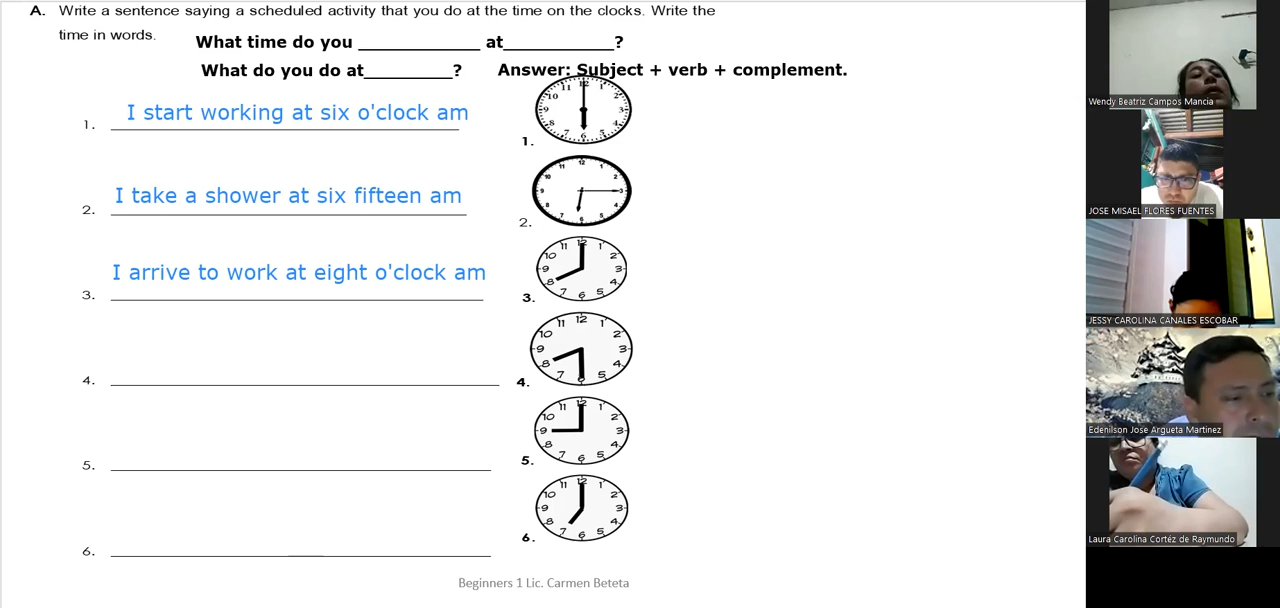 A. Write a sentence saying a scheduled activity that you do at the time on the clocks. Write the
time in words.
What time do you ____________ at___________?
What do you do at_________?
Answer: Subject + verb + complement.
1. I start working at six o'clock am
1.
2. I take a shower at six fifteen am
2.
3. I arrive to work at eight o'clock am
3.
4.
4.
5.
5.
6.
6.
Beginners 1 Lic. Carmen Beteta
Wendy Beatriz Campos Mancia
JOSE MISAEL FLORES FUENTES
JESSY CAROLINA CANALES ESCOBAR
Edenilson Jose Argueta Martinez
Laura Carolina Cortéz de Raymundo